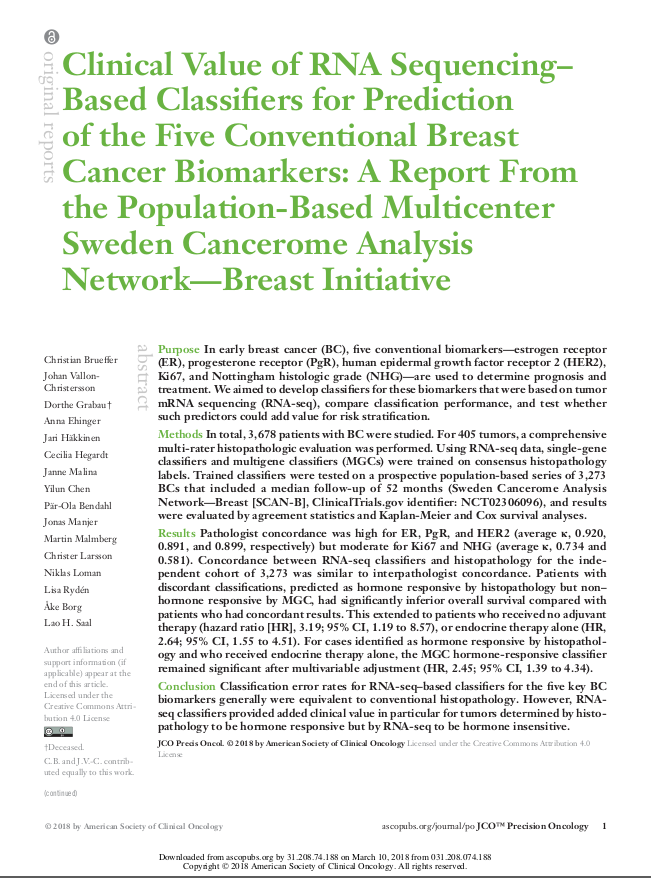 original reports
Clinical Value of RNA Sequencing–
Based Classifiers for Prediction
of the Five Conventional Breast
Cancer Biomarkers: A Report From
the Population-Based Multicenter
Sweden Cancerome Analysis
Network—Breast Initiative
Christian Brueffer
Johan Vallon-
Christersson
Dorthe Grabau†
Anna Ehinger
Jari Häkkinen
Cecilia Hegardt
Janne Malina
Yilun Chen
Pär-Ola Bendahl
Jonas Manjer
Martin Malmberg
Christer Larsson
Niklas Loman
Lisa Rydén
Åke Borg
Lao H. Saal
Author affiliations and
support information (if
applicable) appear at the
end of this article.
Licensed under the
Creative Commons Attri-
bution 4.0 License
†Deceased.
C.B. and J.V.-C. contrib-
uted equally to this work.
(continued)
abstract
Purpose In early breast cancer (BC), five conventional biomarkers—estrogen receptor
(ER), progesterone receptor (PgR), human epidermal growth factor receptor 2 (HER2),
Ki67, and Nottingham histologic grade (NHG)—are used to determine prognosis and
treatment. We aimed to develop classifiers for these biomarkers that were based on tumor
mRNA sequencing (RNA-seq), compare classification performance, and test whether
such predictors could add value for risk stratification.
Methods In total, 3,678 patients with BC were studied. For 405 tumors, a comprehensive
multi-rater histopathologic evaluation was performed. Using RNA-seq data, single-gene
classifiers and multigene classifiers (MGCs) were trained on consensus histopathology
labels. Trained classifiers were tested on a prospective population-based series of 3,273
BCs that included a median follow-up of 52 months (Sweden Cancerome Analysis
Network—Breast [SCAN-B], ClinicalTrials.gov identifier: NCT02306096), and results
were evaluated by agreement statistics and Kaplan-Meier and Cox survival analyses.
Results Pathologist concordance was high for ER, PgR, and HER2 (average κ, 0.920,
0.891, and 0.899, respectively) but moderate for Ki67 and NHG (average κ, 0.734 and
0.581). Concordance between RNA-seq classifiers and histopathology for the inde-
pendent cohort of 3,273 was similar to interpathologist concordance. Patients with
discordant classifications, predicted as hormone responsive by histopathology but non–
hormone responsive by MGC, had significantly inferior overall survival compared with
patients who had concordant results. This extended to patients who received no adjuvant
therapy (hazard ratio [HR], 3.19; 95% CI, 1.19 to 8.57), or endocrine therapy alone (HR,
2.64; 95% CI, 1.55 to 4.51). For cases identified as hormone responsive by histopathol-
ogy and who received endocrine therapy alone, the MGC hormone-responsive classifier
remained significant after multivariable adjustment (HR, 2.45; 95% CI, 1.39 to 4.34).
Conclusion Classification error rates for RNA-seq–based classifiers for the five key BC
biomarkers generally were equivalent to conventional histopathology. However, RNA-
seq classifiers provided added clinical value in particular for tumors determined by histo-
pathology to be hormone responsive but by RNA-seq to be hormone insensitive.
JCO Precis Oncol. © 2018 by American Society of Clinical Oncology Licensed under the Creative Commons Attribution 4.0
License
© 2018 by American Society of Clinical Oncology
ascopubs.org/journal/po JCO™ Precision Oncology 1
Downloaded from ascopubs.org by 31.208.74.188 on March 10, 2018 from 031.208.074.188
Copyright © 2018 American Society of Clinical Oncology. All rights reserved.